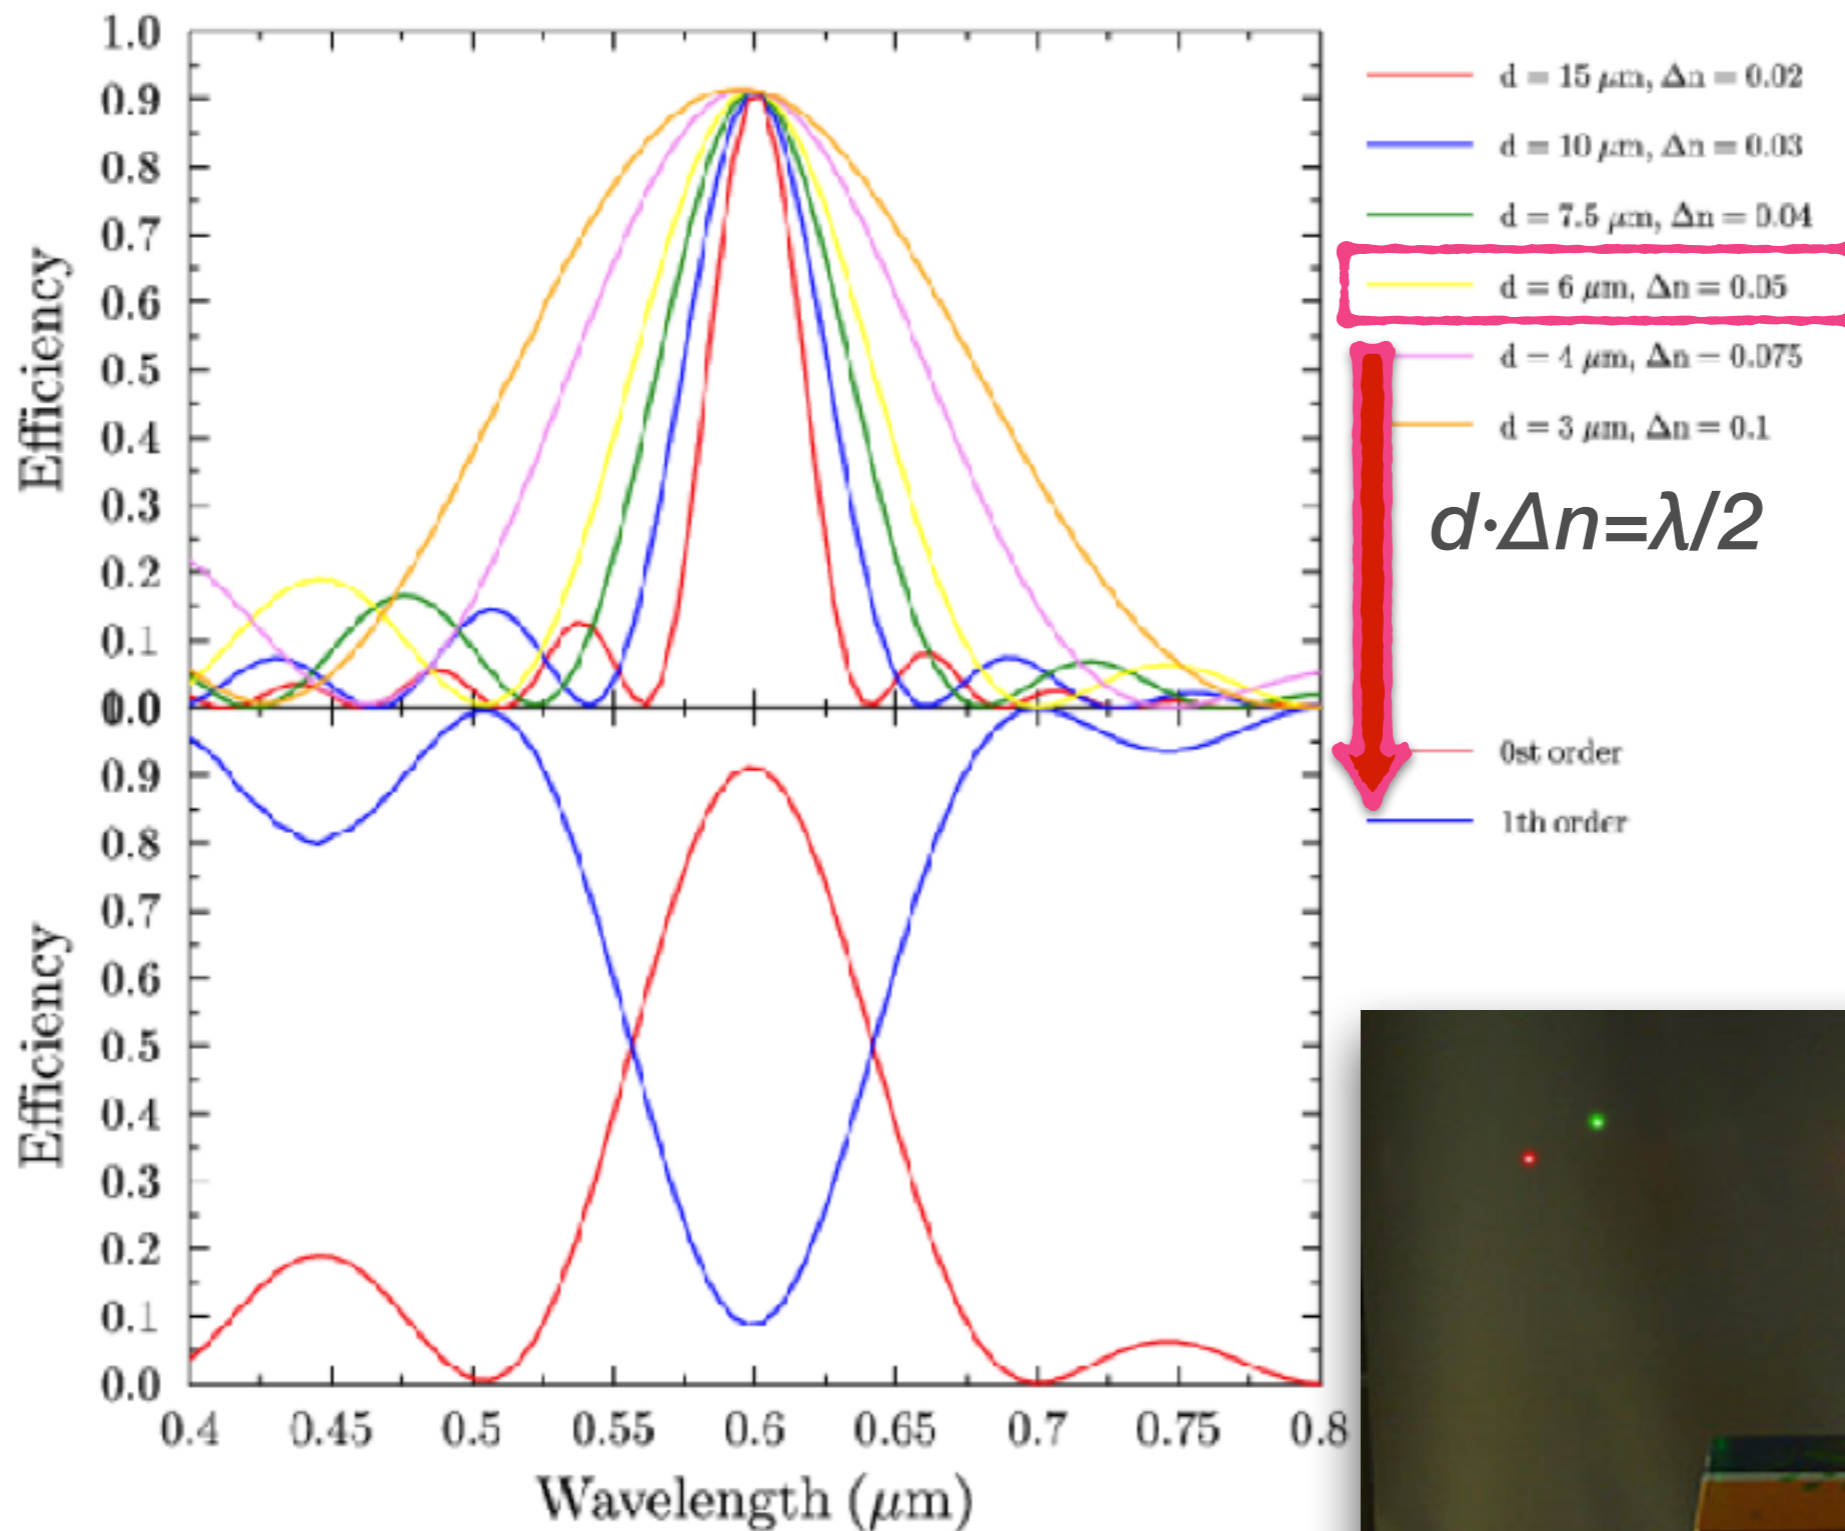 1.0
0.9
0.8
0.7
0.6
0.5
0.4
0.3
0.2
0.1
0.0
Efficiency
d = 15 μm, Δn = 0.02
d = 10 μm, Δn = 0.03
d = 7.5 μm, Δn = 0.04
d = 6 μm, Δn = 0.05
d = 4 μm, Δn = 0.075
d = 3 μm, Δn = 0.1
d·Δn=λ/2
0st order
1th order
0.9
0.8
0.7
0.6
0.5
0.4
0.3
0.2
0.1
0.0
Efficiency
0.4 0.45 0.5 0.55 0.6 0.65 0.7 0.75 0.8
Wavelength (μm)